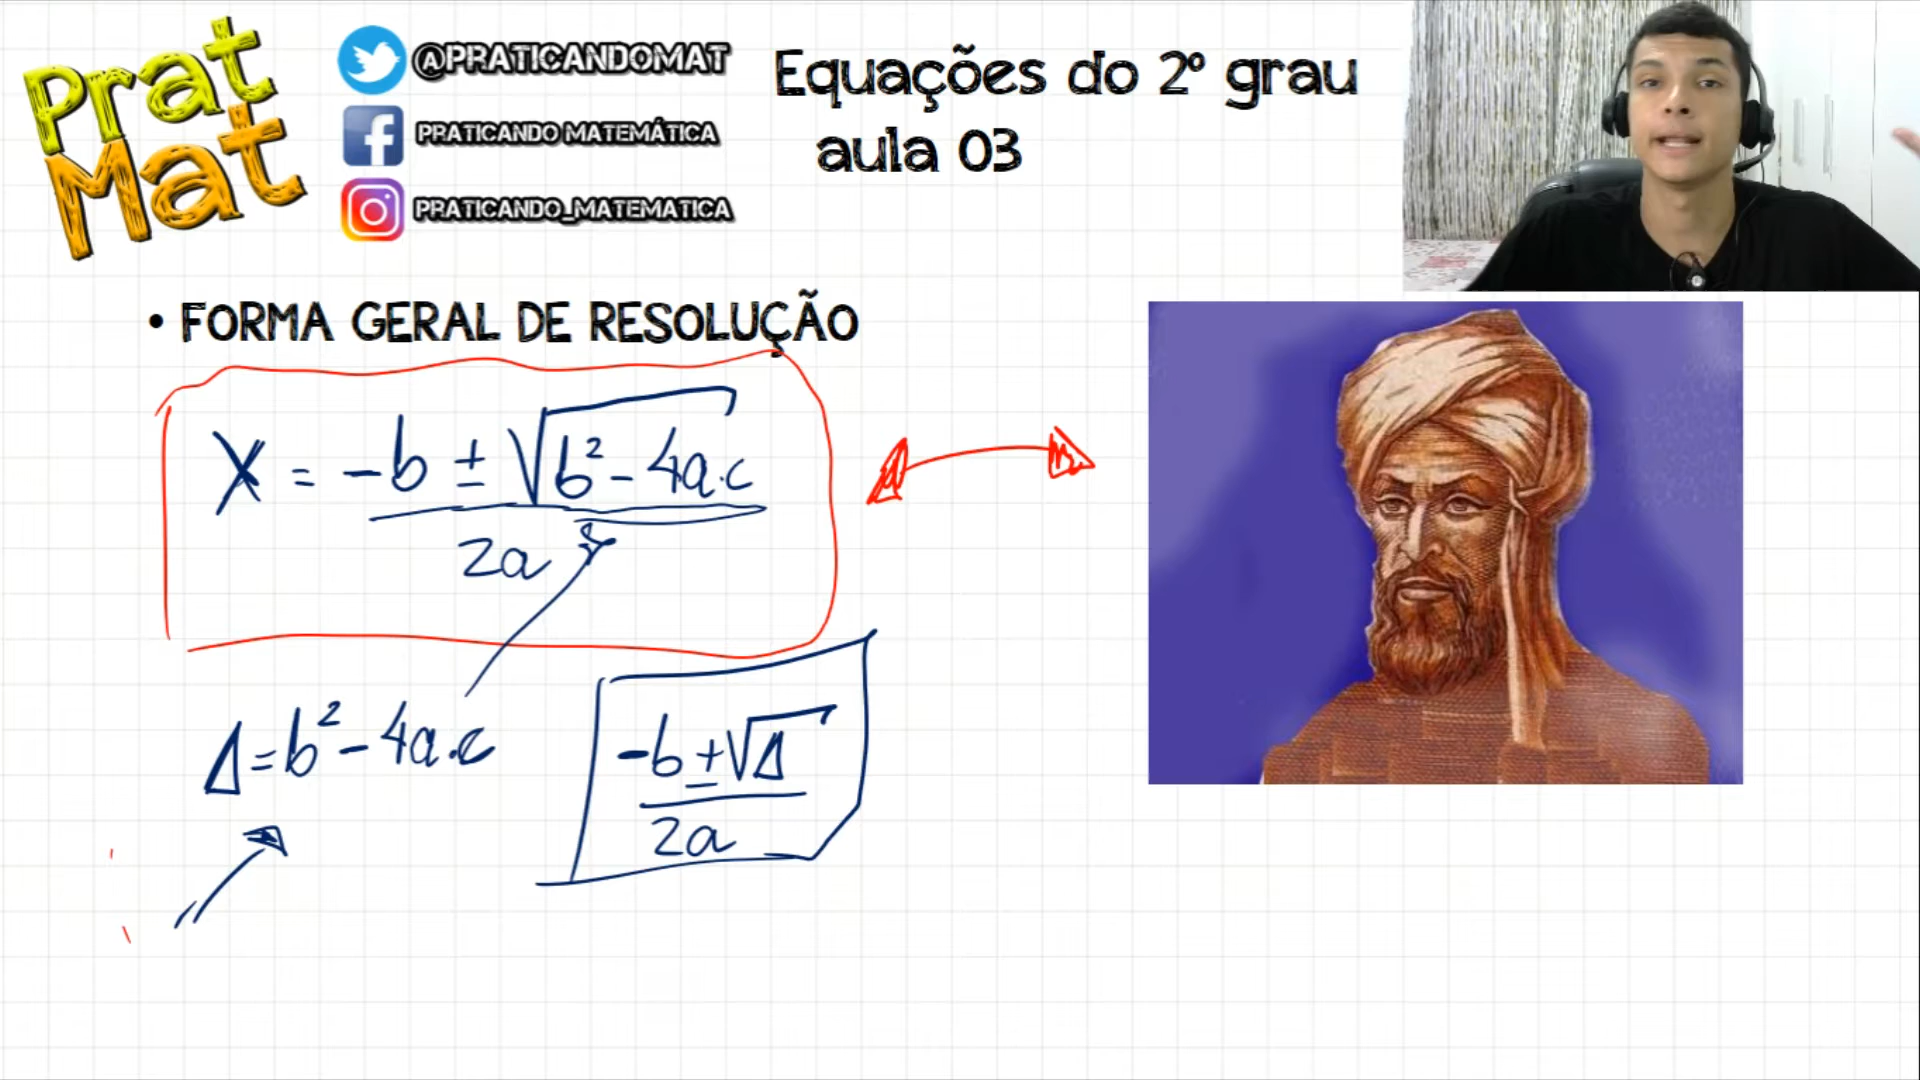 Prat
Mat
@PRATICANDOMAT
PRATICANDO MATEMÁTICA
PRATICANDO_MATEMATICA
Equações do 2º grau
aula 03
• FORMA GERAL DE RESOLUÇÃO
X = -b ± √b² - 4a.c
2a
Δ = b² - 4a.c
-b ± √Δ
2a